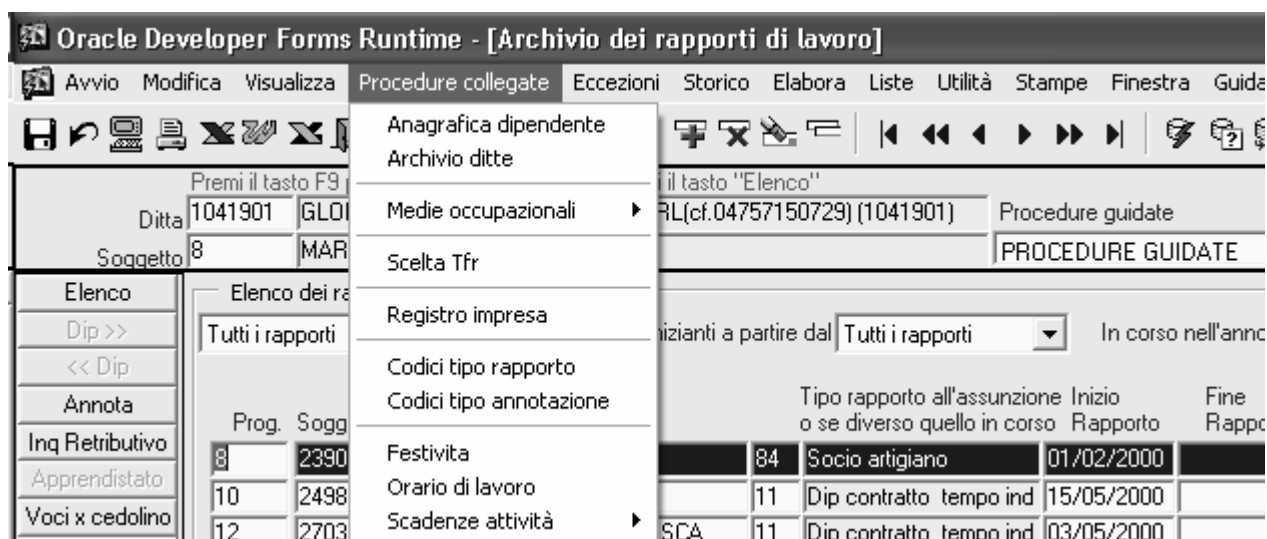 Oracle Developer Forms Runtime - [Archivio dei rapporti di lavoro]
Avvio Modifica Visualizza Procedure collegate Eccezioni Storico Elabora Liste Utilità Stampe Finestra Guida
Anagrafica dipendente
Archivio ditte
Premi il tasto F9 il tasto "Elenco"
Ditta 1041901 GLO RL(cf.04757150729) (1041901) Procedure guidate
Medie occupazionali
Soggetto 8 MAR PROCEDURE GUIDATE
Scelta Tfr
Elenco Elenco dei ra
Registro impresa
Dip >> Tutti i rapporti nizianti a partire dal Tutti i rapporti In corso nell'anno
<< Dip
Codici tipo rapporto
Annota
Codici tipo annotazione
Tipo rapporto all'assunzione Inizio Fine
Prog. Sogg o se diverso quello in corso Rapporto Rappo
Inq Retributivo
Festivita
8 2390 84 Socio artigiano 01/02/2000
Apprendistato
Orario di lavoro
10 2498 11 Dip contratto tempo ind 15/05/2000
Voci x cedolino
Scadenze attività
12 2703 SCA 11 Dip contratto tempo ind 03/05/2000